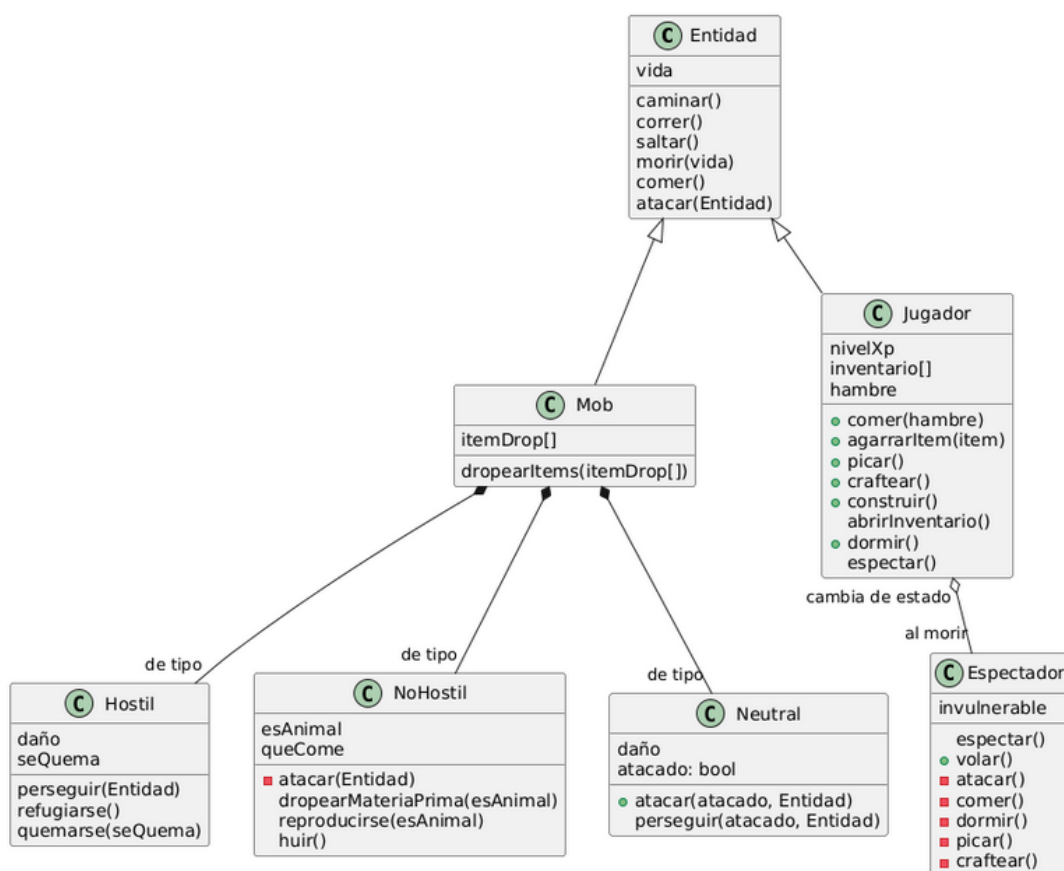 C Entidad
vida
caminar()
correr()
saltar()
morir(vida)
comer()
atacar(Entidad)
C Jugador
nivelXp
inventario[]
hambre
comer(hambre)
agarrarItem(item)
picar()
craftear()
construir()
abrirInventario()
dormir()
espectar()
C Mob
itemDrop[]
dropearItems(itemDrop[])
cambia de estado
al morir
de tipo
de tipo
de tipo
C Hostil
daño
seQuema
perseguir(Entidad)
refugiarse()
quemarse(seQuema)
C NoHostil
esAnimal
queCome
atacar(Entidad)
dropearMateriaPrima(esAnimal)
reproducirse(esAnimal)
huir()
C Neutral
daño
atacado: bool
atacar(atacado, Entidad)
perseguir(atacado, Entidad)
C Espectador
invulnerable
espectar()
volar()
atacar()
comer()
dormir()
picar()
craftear()